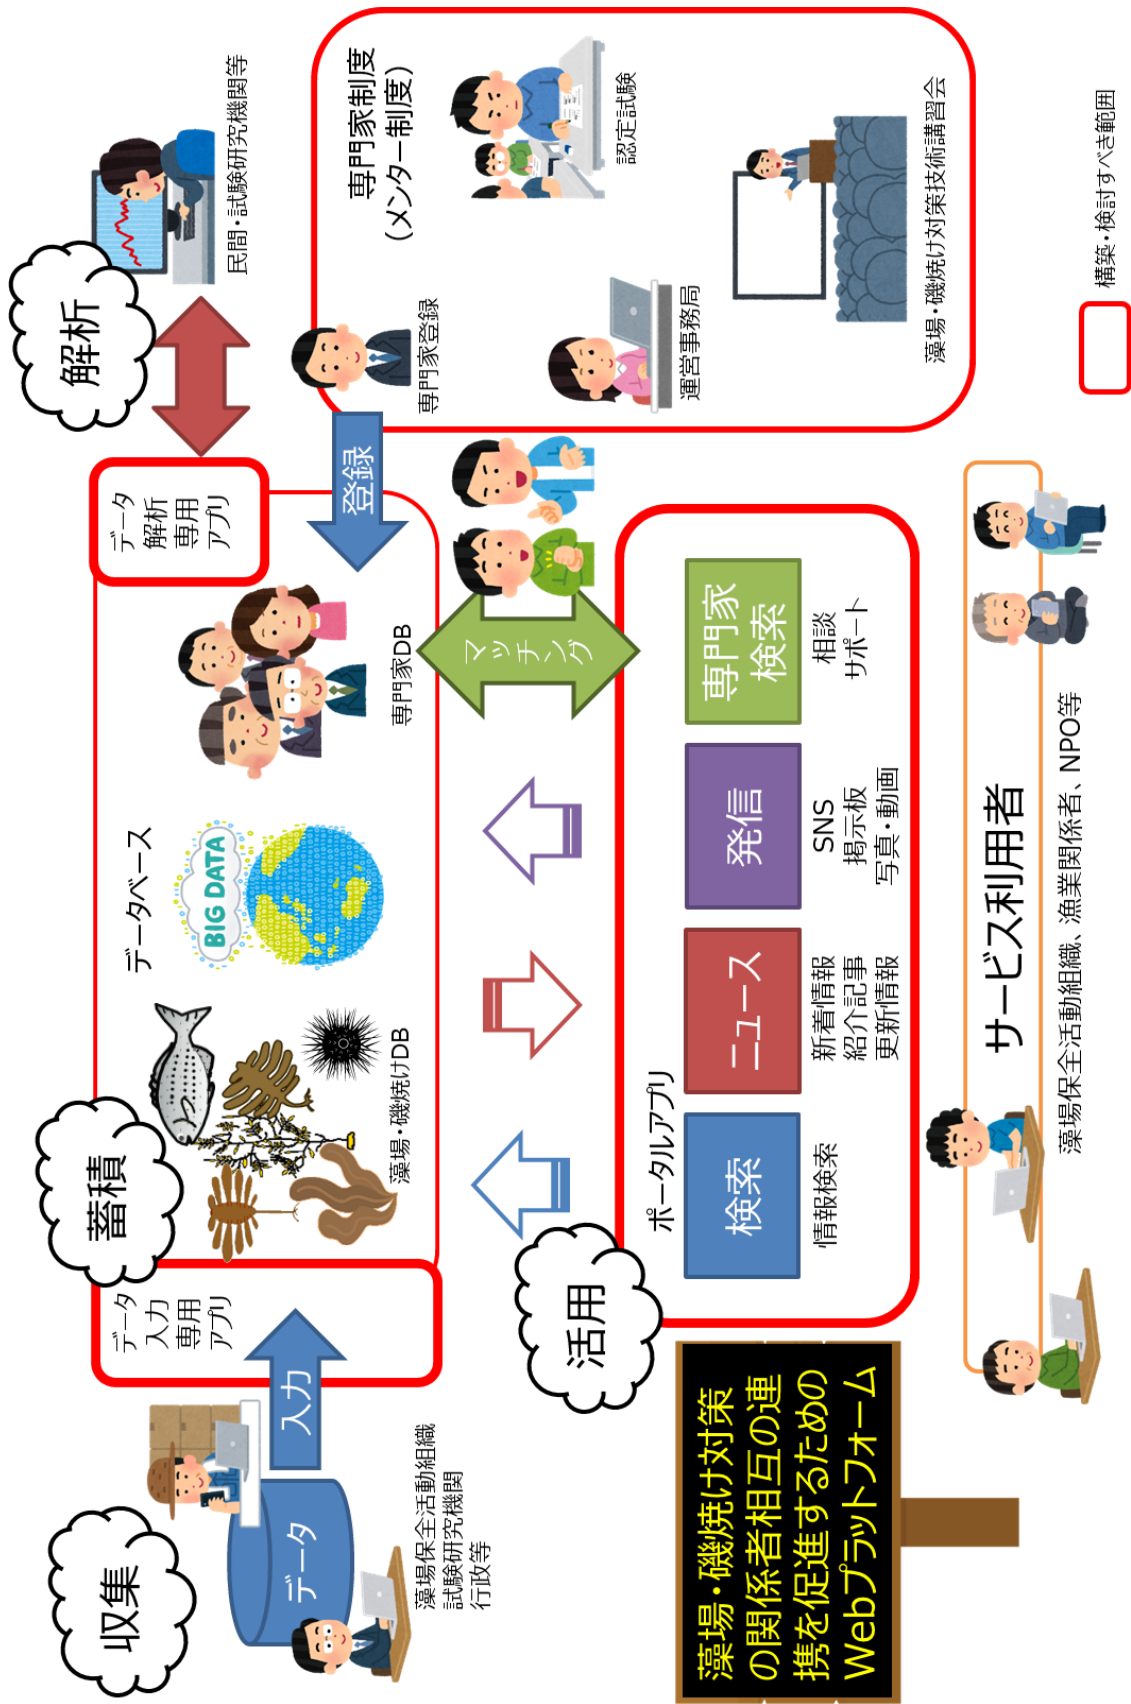 収集
データ
藻場保全活動組織
試験研究機関
行政等
入力
データ
入力
専用
アプリ
蓄積
藻場・磯焼けDB
データベース
BIG DATA
専門家DB
データ
解析
専用
アプリ
解析
民間・試験研究機関等
登録
専門家登録
専門家制度
（メンター制度）
認定試験
運営事務局
藻場・磯焼け対策技術講習会
マッチング
活用
ポータルアプリ
検索
情報検索
ニュース
新着情報
紹介記事
更新情報
発信
SNS
掲示板
写真・動画
専門家
検索
相談
サポート
藻場・磯焼け対策
の関係者相互の連
携を促進するための
Webプラットフォーム
サービス利用者
藻場保全活動組織、漁業関係者、NPO等
構築・検討すべき範囲